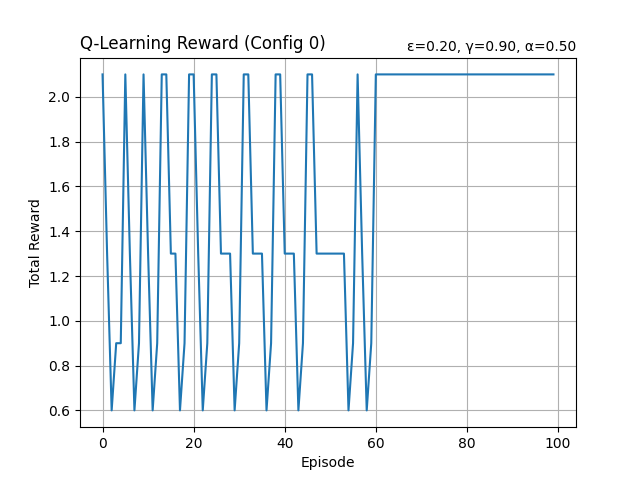 Q-Learning Reward (Config 0)
ε=0.20, γ=0.90, α=0.50
Total Reward
2.0
1.8
1.6
1.4
1.2
1.0
0.8
0.6
0 20 40 60 80 100
Episode